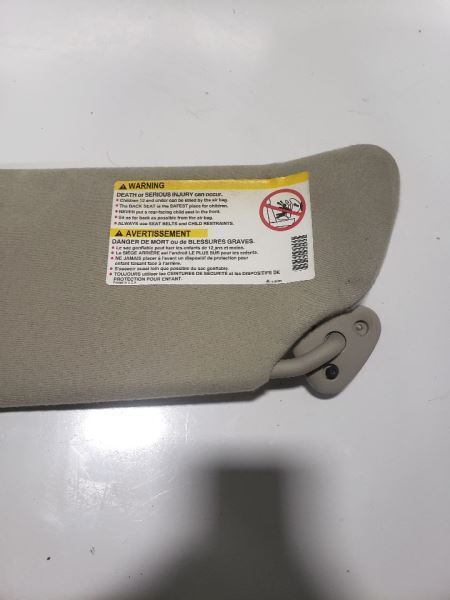 WARNING
DEATH or SERIOUS INJURY can occur.
Children 12 and under can be killed by the air bag.
The BACK SEAT is the SAFEST place for children.
NEVER put a rear-facing child seat in the front.
Sit as far back as possible from the air bag.
ALWAYS use SEAT BELTS and CHILD RESTRAINTS.
AVERTISSEMENT
DANGER DE MORT ou de BLESSURES GRAVES.
Le sac gonflable peut tuer les enfants de 12 ans et moins.
Le SIÈGE ARRIÈRE est l'endroit LE PLUS SUR pour les enfants.
NE JAMAIS placer à l'avant un dispositif de protection pour
enfant faisant face à l'arrière.
S'asseoir aussi loin que possible du sac gonflable.
TOUJOURS utiliser les CEINTURES DE SÉCURITÉ et les DISPOSITIFS DE
PROTECTION POUR ENFANT.
Printed in U.S.A.